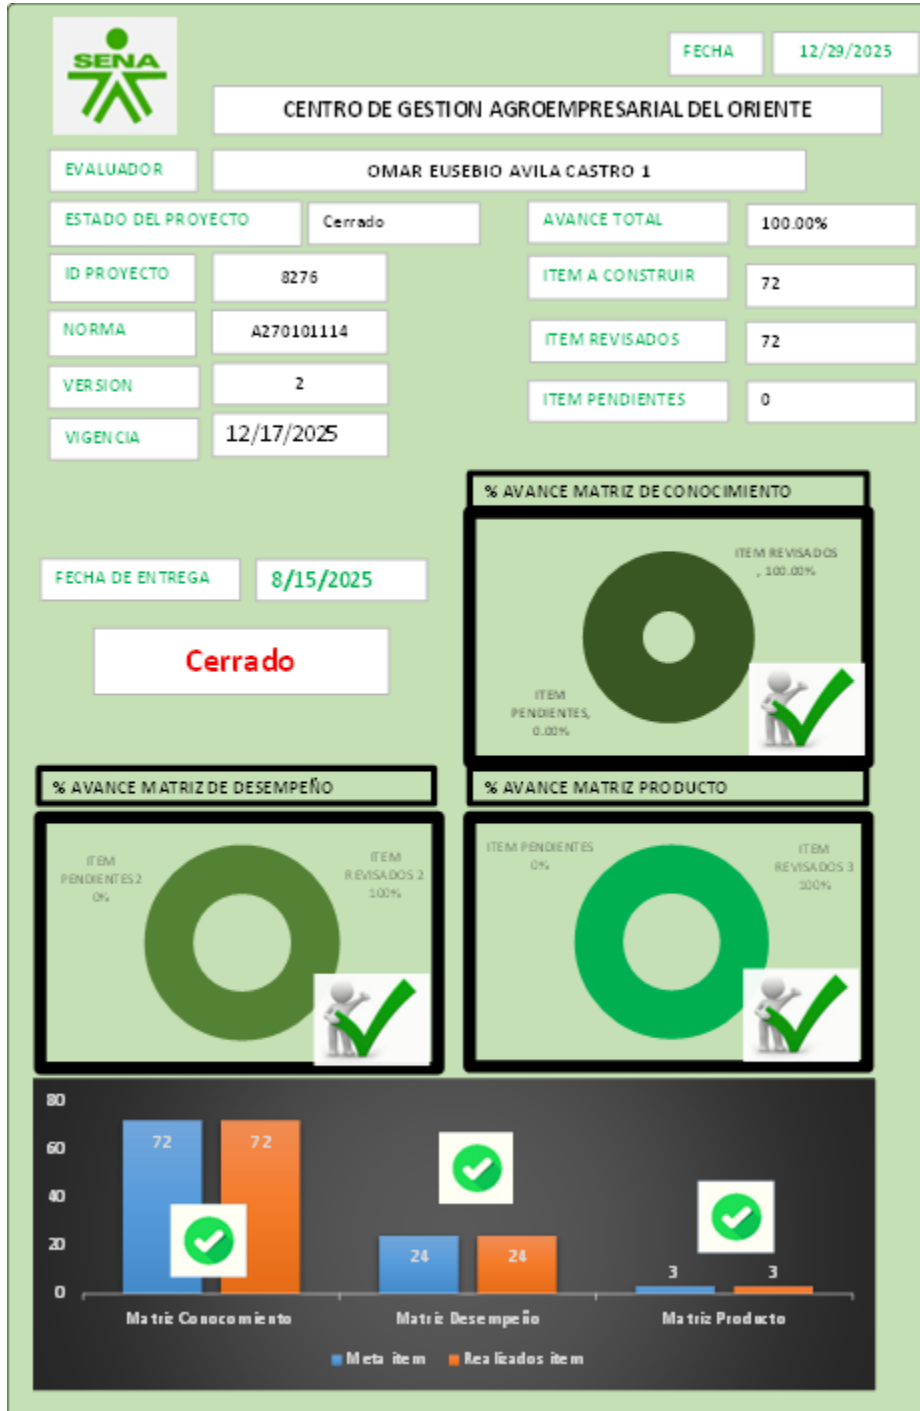 SENA
FECHA 12/29/2025
CENTRO DE GESTION AGROEMPRESARIAL DEL ORIENTE
EVALUADOR OMAR EUSEBIO AVILA CASTRO 1
ESTADO DEL PROYECTO Cerrado AVANCE TOTAL 100.00%
ID PROYECTO 8276 ITEM A CONSTRUIR 72
NORMA A270101114 ITEM REVISADOS 72
VERSION 2 ITEM PENDIENTES 0
VIGENCIA 12/17/2025
% AVANCE MATRIZ DE CONOCIMIENTO
ITEM REVISADOS
, 100.00%
ITEM
PENDIENTES,
0.00%
FECHA DE ENTREGA 8/15/2025
Cerrado
% AVANCE MATRIZ DE DESEMPEÑO
ITEM
PENDIENTES 2
0%
ITEM
REVISADOS 2
100%
% AVANCE MATRIZ PRODUCTO
ITEM PENDIENTES
0%
ITEM
REVISADOS 3
100%
80
60
40
20
0
72 72
24 24
3 3
Matriz Conocomiento Matriz Desempeño Matriz Producto
Meta item Realizados item